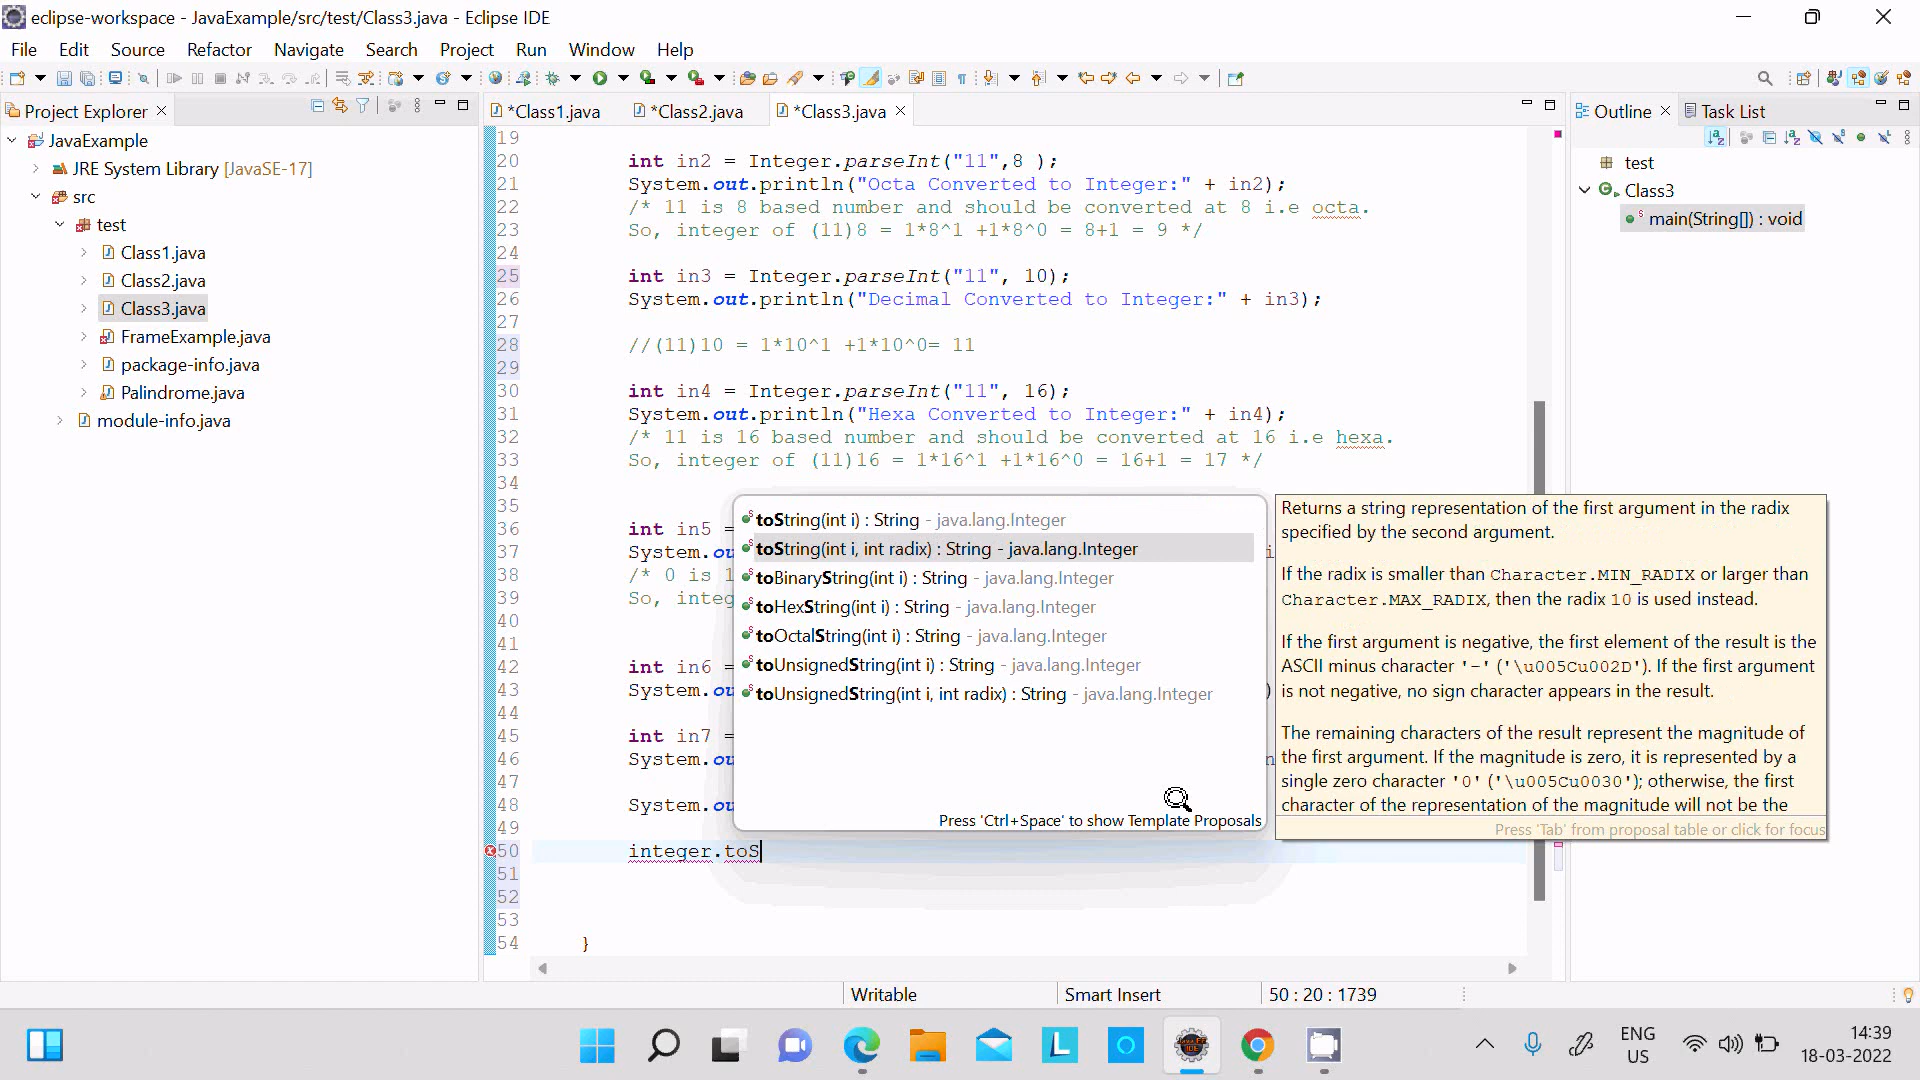 eclipse-workspace - JavaExample/src/test/Class3.java - Eclipse IDE
File Edit Source Refactor Navigate Search Project Run Window Help
Project Explorer
JavaExample
JRE System Library [JavaSE-17]
src
test
Class1.java
Class2.java
Class3.java
FrameExample.java
package-info.java
Palindrome.java
module-info.java
*Class1.java *Class2.java *Class3.java
19
20 int in2 = Integer.parseInt("11",8 );
21 System.out.println("Octa Converted to Integer:" + in2);
22 /* 11 is 8 based number and should be converted at 8 i.e octa.
23 So, integer of (11)8 = 1*8^1 +1*8^0 = 8+1 = 9 */
24
25 int in3 = Integer.parseInt("11", 10);
26 System.out.println("Decimal Converted to Integer:" + in3);
27
28 //(11)10 = 1*10^1 +1*10^0= 11
29
30 int in4 = Integer.parseInt("11", 16);
31 System.out.println("Hexa Converted to Integer:" + in4);
32 /* 11 is 16 based number and should be converted at 16 i.e hexa.
33 So, integer of (11)16 = 1*16^1 +1*16^0 = 16+1 = 17 */
34
35
36 int in5 =
37 System.ou
38 /* 0 is 1
39 So, integ
40
41
42 int in6 =
43 System.ou
44
45 int in7 =
46 System.ou
47
48 System.ou
49
50 integer.toS
51
52
53
54 }
toString(int i) : String - java.lang.Integer
toString(int i, int radix) : String - java.lang.Integer
toBinaryString(int i) : String - java.lang.Integer
toHexString(int i) : String - java.lang.Integer
toOctalString(int i) : String - java.lang.Integer
toUnsignedString(int i) : String - java.lang.Integer
toUnsignedString(int i, int radix) : String - java.lang.Integer
Press 'Ctrl+Space' to show Template Proposals
Returns a string representation of the first argument in the radix
specified by the second argument.
If the radix is smaller than Character.MIN_RADIX or larger than
Character.MAX_RADIX, then the radix 10 is used instead.
If the first argument is negative, the first element of the result is the
ASCII minus character '-' ('\u005Cu002D'). If the first argument
is not negative, no sign character appears in the result.
The remaining characters of the result represent the magnitude of
the first argument. If the magnitude is zero, it is represented by a
single zero character '0' ('\u005Cu0030'); otherwise, the first
character of the representation of the magnitude will not be the
Press 'Tab' from proposal table or click for focus
Outline Task List
test
Class3
main(String[]) : void
Writable Smart Insert 50 : 20 : 1739
ENG
US
14:39
18-03-2022